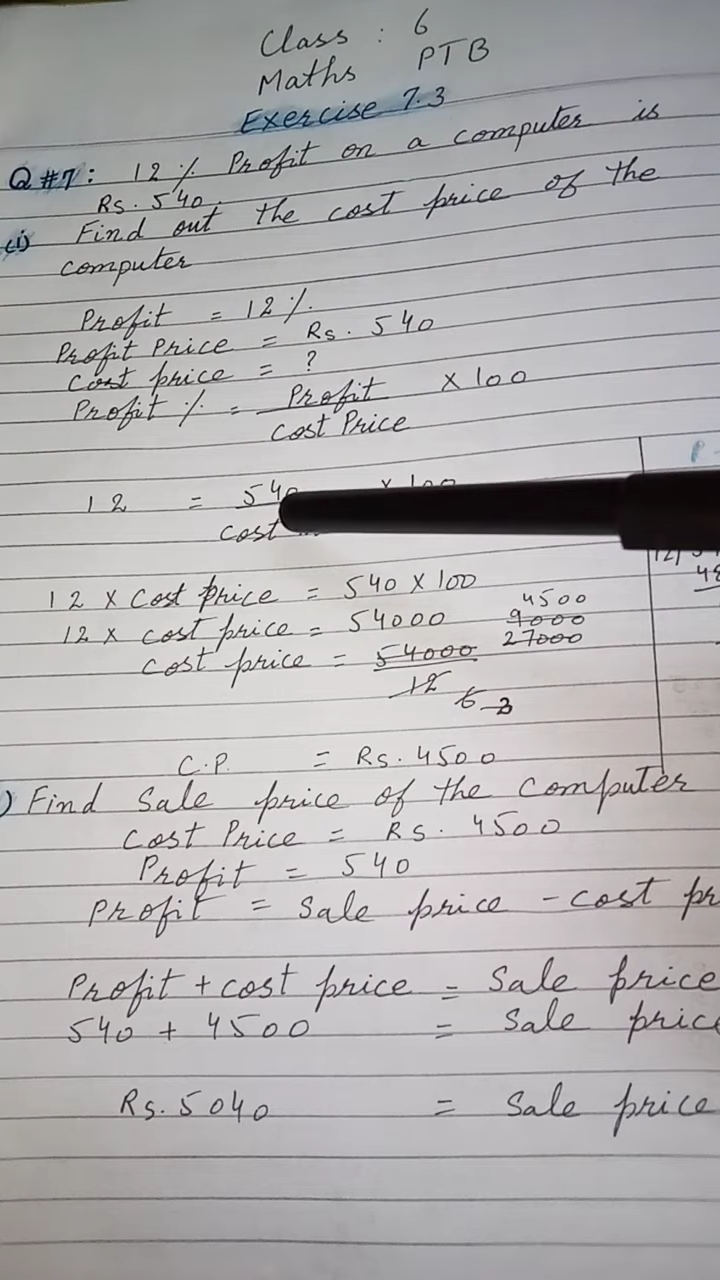 Class : 6
Maths PTB
Exercise 7.3
Q #7: 12 % Profit on a computer is
Rs. 540.
(i) Find out the cost price of the
computer
Profit = 12 %.
Profit Price = Rs. 540
Cost price = ?
Profit % = Profit × 100
Cost Price
12 = 540 × 100
Cost
12 × Cost price = 540 × 100
12 × cost price = 54000
cost price = 54000
12
4500
9000
27000
6 3
C.P. = Rs. 4500
) Find Sale price of the computer
Cost Price = Rs. 4500
Profit = 540
Profit = Sale price - cost pr
Profit + cost price = Sale price
540 + 4500 = Sale pric
Rs. 5040 = Sale price